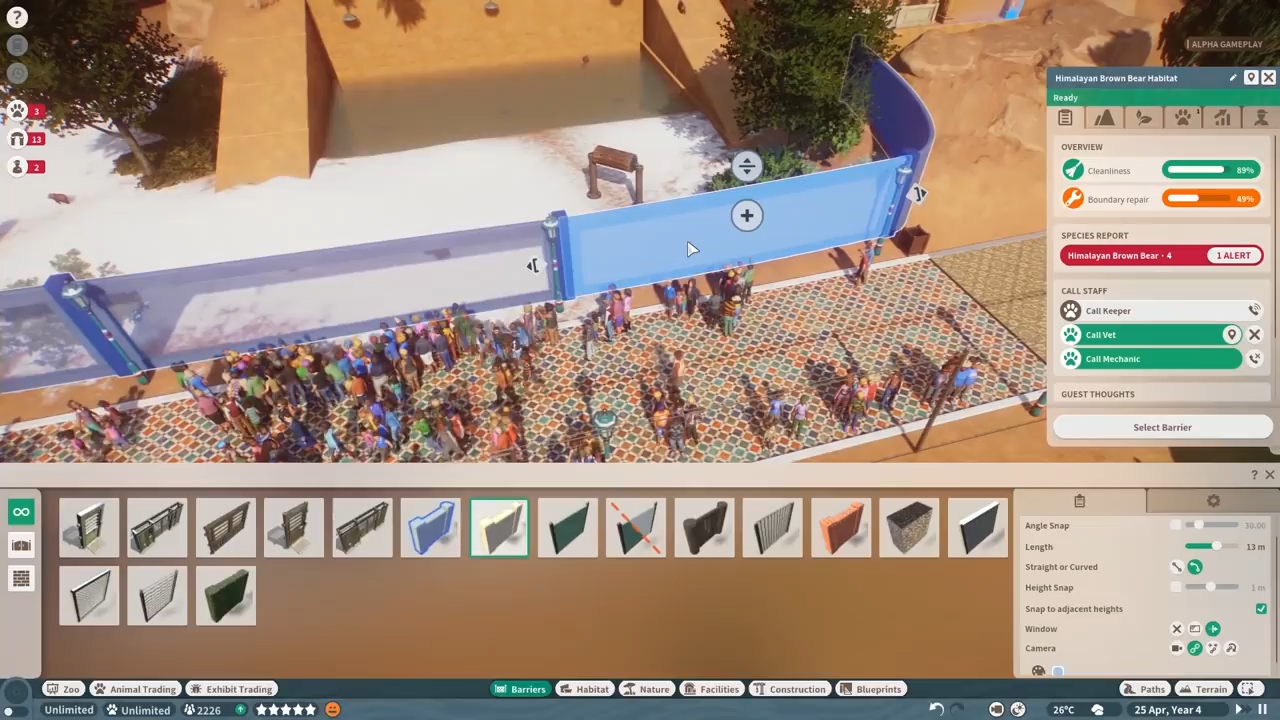 ?
ALPHA GAMEPLAY
3
13
2
Himalayan Brown Bear Habitat
Ready
1
OVERVIEW
Cleanliness 89%
Boundary repair 49%
SPECIES REPORT
Himalayan Brown Bear • 4 1 ALERT
CALL STAFF
Call Keeper
Call Vet
Call Mechanic
GUEST THOUGHTS
Select Barrier
?
Angle Snap 30.00
Length 13 m
Straight or Curved
Height Snap 1 m
Snap to adjacent heights
Window
Camera
Zoo Animal Trading Exhibit Trading Barriers Habitat Nature Facilities Construction Blueprints Paths Terrain
Unlimited Unlimited 2226 26°C 25 Apr, Year 4